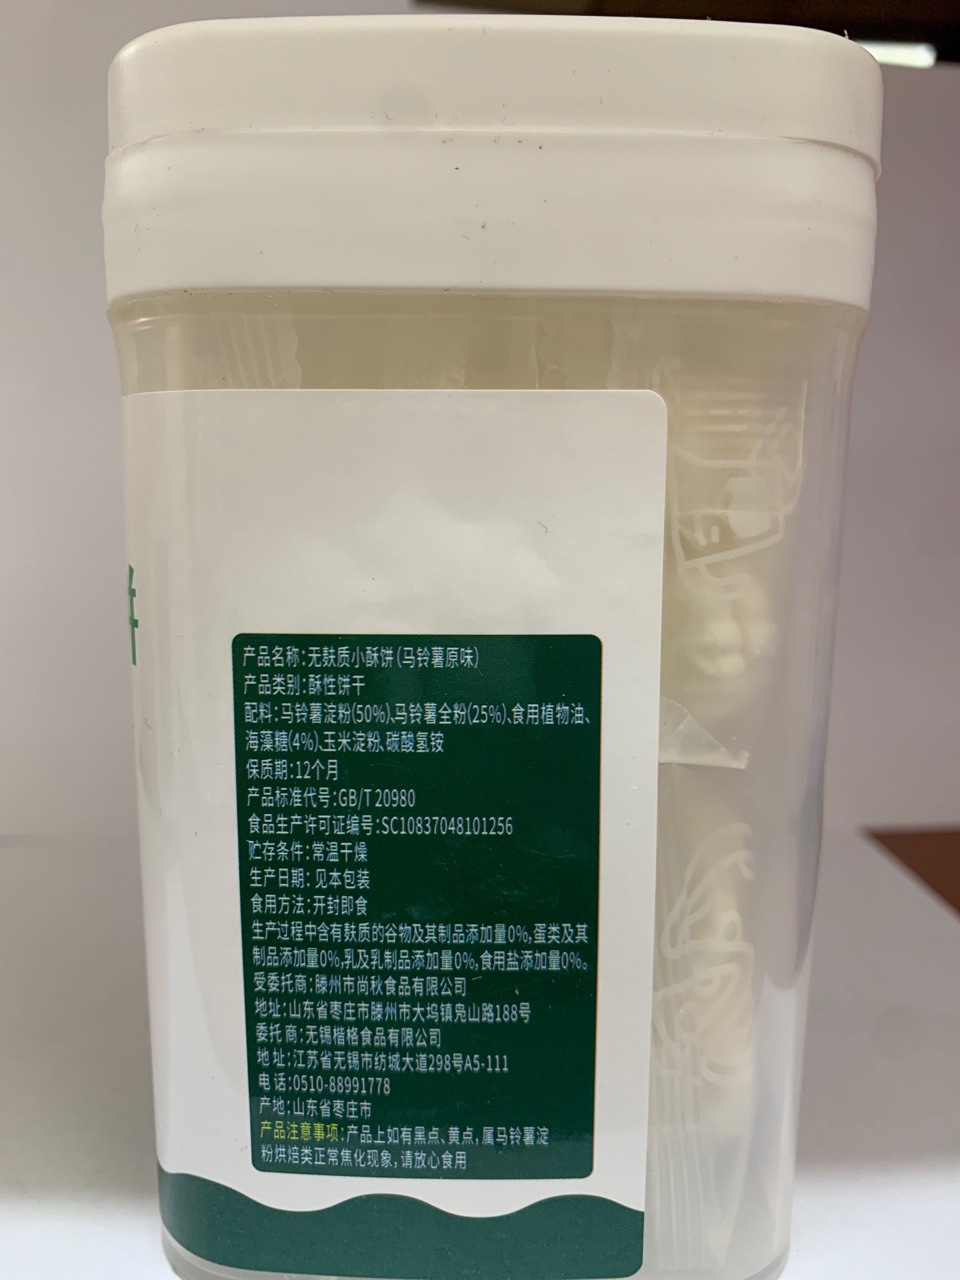 饼
产品名称:无麸质小酥饼(马铃薯原味)
产品类别:酥性饼干
配料:马铃薯淀粉(50%)、马铃薯全粉(25%)、食用植物油、
海藻糖(4%)、玉米淀粉、碳酸氢铵
保质期:12个月
产品标准代号:GB/T 20980
食品生产许可证编号:SC10837048101256
贮存条件:常温干燥
生产日期:见本包装
食用方法:开封即食
生产过程中含有麸质的谷物及其制品添加量0%,蛋类及其
制品添加量0%,乳及乳制品添加量0%,食用盐添加量0%。
受委托商:滕州市尚秋食品有限公司
地址:山东省枣庄市滕州市大坞镇凫山路188号
委托商:无锡楷格食品有限公司
地址:江苏省无锡市纺城大道298号A5-111
电话:0510-88991778
产地:山东省枣庄市
产品注意事项:产品上如有黑点、黄点,属马铃薯淀
粉烘焙类正常焦化现象,请放心食用